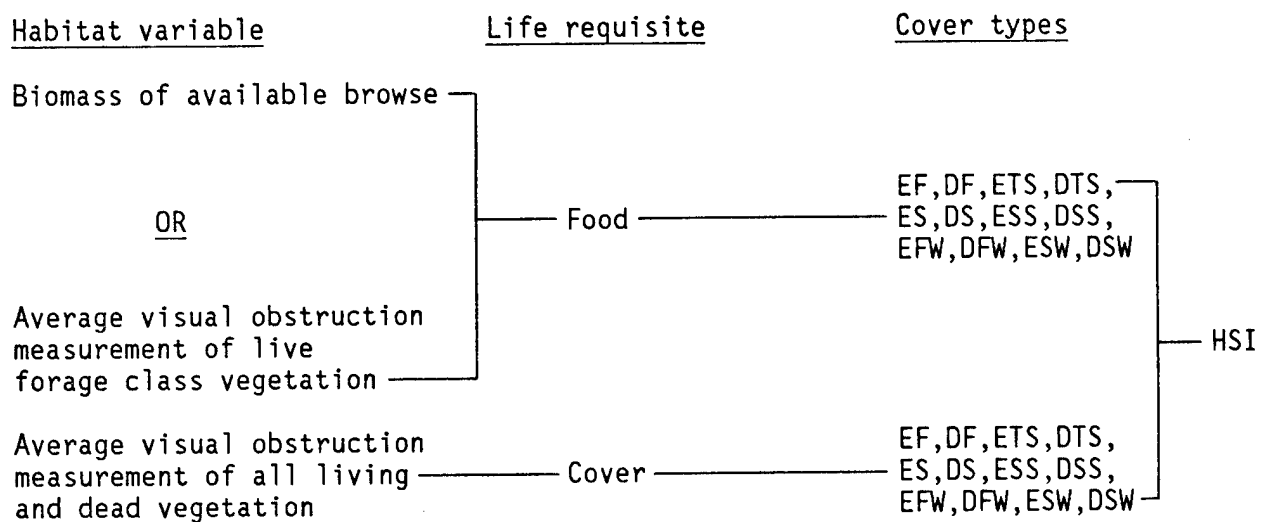 Habitat variable
Life requisite
Cover types
Biomass of available browse
OR
Average visual obstruction
measurement of live
forage class vegetation
Food
EF,DF,ETS,DTS,
ES,DS,ESS,DSS,
EFW,DFW,ESW,DSW
HSI
Average visual obstruction
measurement of all living
and dead vegetation
Cover
EF,DF,ETS,DTS,
ES,DS,ESS,DSS,
EFW,DFW,ESW,DSW